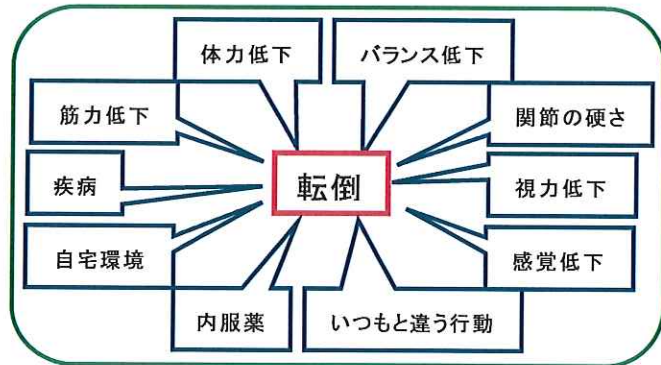 体力低下
バランス低下
筋力低下
関節の硬さ
転倒
疾病
視力低下
自宅環境
感覚低下
内服薬
いつもと違う行動